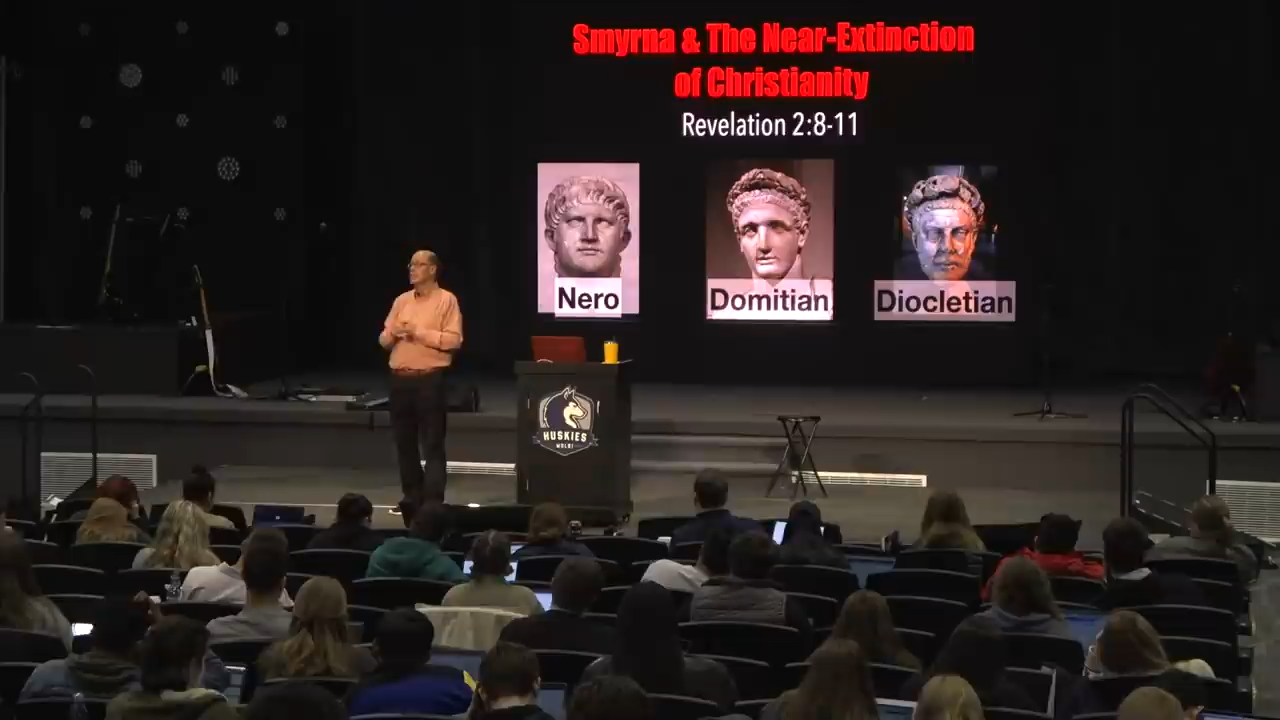 Smyrna & The Near-Extinction
of Christianity
Revelation 2:8-11
Nero
Domitian
Diocletian
HUSKIES